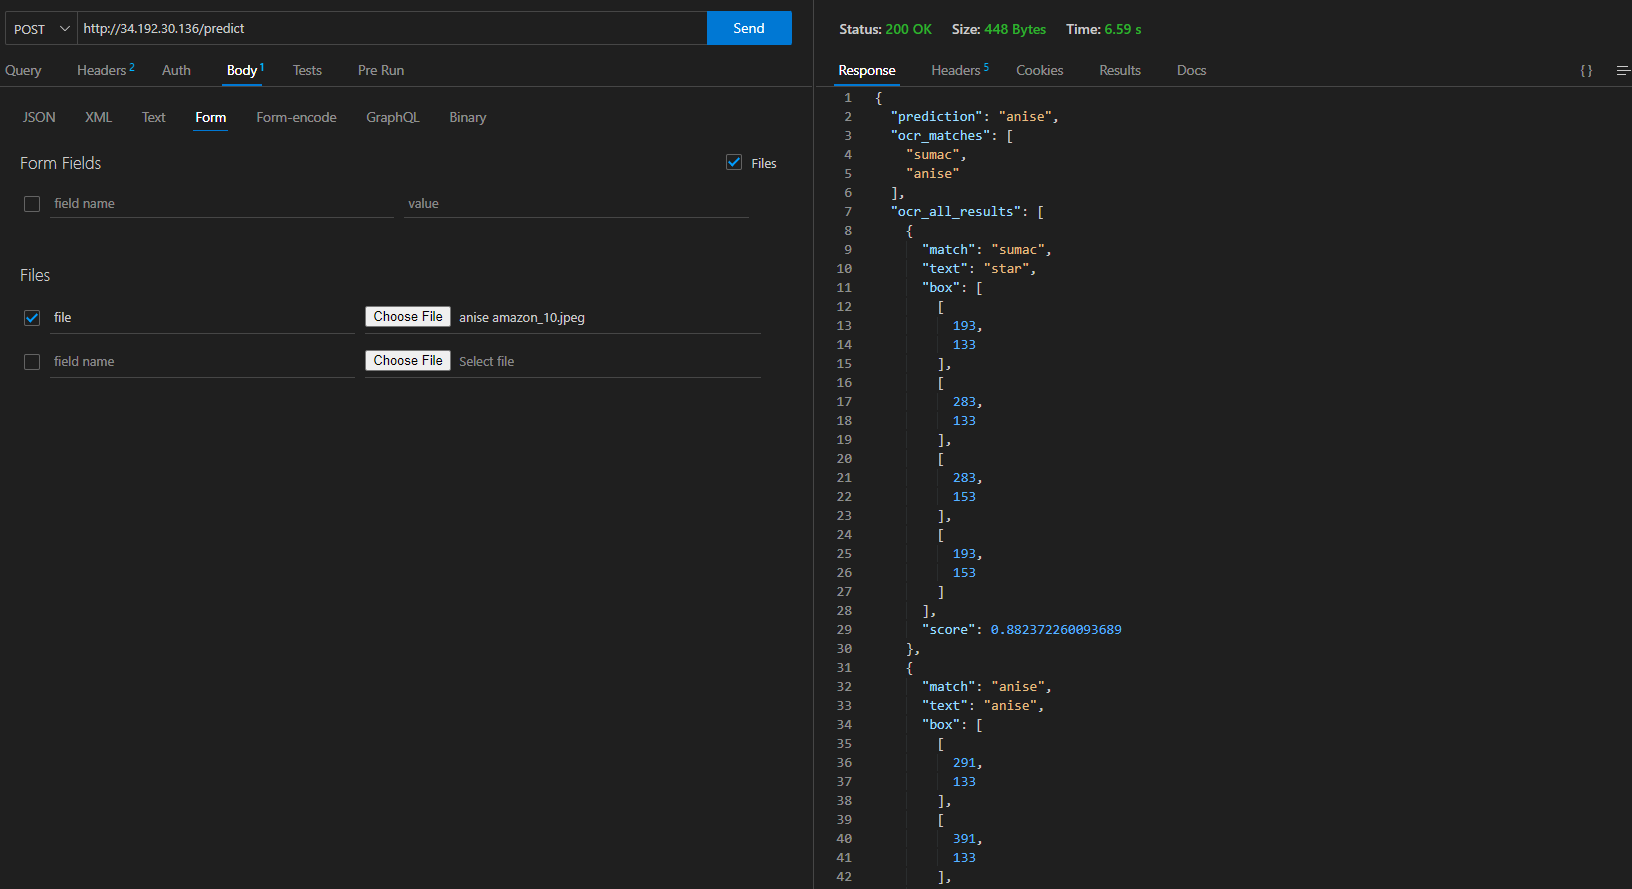 POST http://34.192.30.136/predict Send
Query Headers 2 Auth Body 1 Tests Pre Run
JSON XML Text Form Form-encode GraphQL Binary
Form Fields Files
field name value
Files
file Choose File anise amazon_10.jpeg
field name Choose File Select file
Status: 200 OK Size: 448 Bytes Time: 6.59 s
Response Headers 5 Cookies Results Docs { }
1 {
2 "prediction": "anise",
3 "ocr_matches": [
4 "sumac",
5 "anise"
6 ],
7 "ocr_all_results": [
8 {
9 "match": "sumac",
10 "text": "star",
11 "box": [
12 [
13 193,
14 133
15 ],
16 [
17 283,
18 133
19 ],
20 [
21 283,
22 153
23 ],
24 [
25 193,
26 153
27 ]
28 ],
29 "score": 0.882372260093689
30 },
31 {
32 "match": "anise",
33 "text": "anise",
34 "box": [
35 [
36 291,
37 133
38 ],
39 [
40 391,
41 133
42 ],